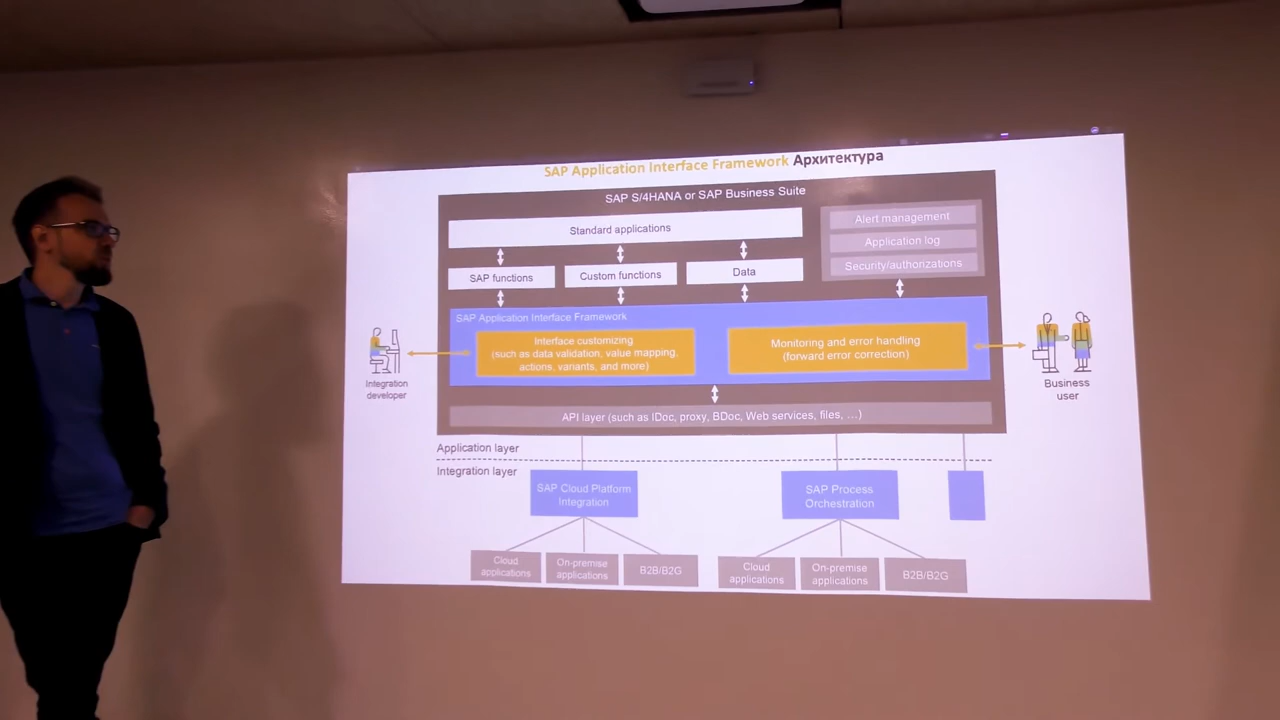 SAP Application Interface Framework Архитектура
SAP S/4HANA or SAP Business Suite
Standard applications
Alert management
Application log
Security/authorizations
SAP functions
Custom functions
Data
SAP Application Interface Framework
Interface customizing
(such as data validation, value mapping,
actions, variants, and more)
Monitoring and error handling
(forward error correction)
Integration
developer
Business
user
API layer (such as IDoc, proxy, BDoc, Web services, files, ...)
Application layer
Integration layer
SAP Cloud Platform
Integration
SAP Process
Orchestration
Cloud
applications
On-premise
applications
B2B/B2G
Cloud
applications
On-premise
applications
B2B/B2G